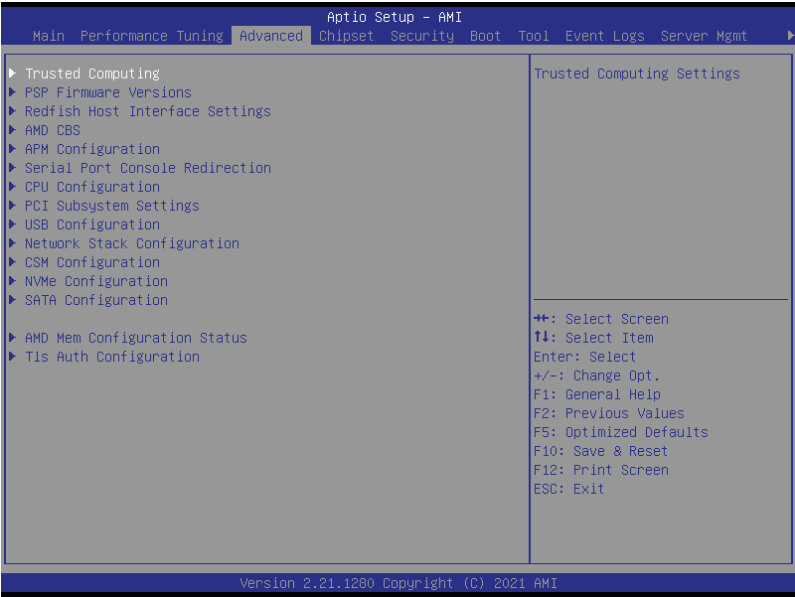 Aptio Setup – AMI
Main Performance Tuning Advanced Chipset Security Boot Tool Event Logs Server Mgmt
Trusted Computing
PSP Firmware Versions
Redfish Host Interface Settings
AMD CBS
APM Configuration
Serial Port Console Redirection
CPU Configuration
PCI Subsystem Settings
USB Configuration
Network Stack Configuration
CSM Configuration
NVMe Configuration
SATA Configuration
AMD Mem Configuration Status
Tls Auth Configuration
Trusted Computing Settings
→←: Select Screen
↑↓: Select Item
Enter: Select
+/-: Change Opt.
F1: General Help
F2: Previous Values
F5: Optimized Defaults
F10: Save & Reset
F12: Print Screen
ESC: Exit
Version 2.21.1280 Copyright (C) 2021 AMI